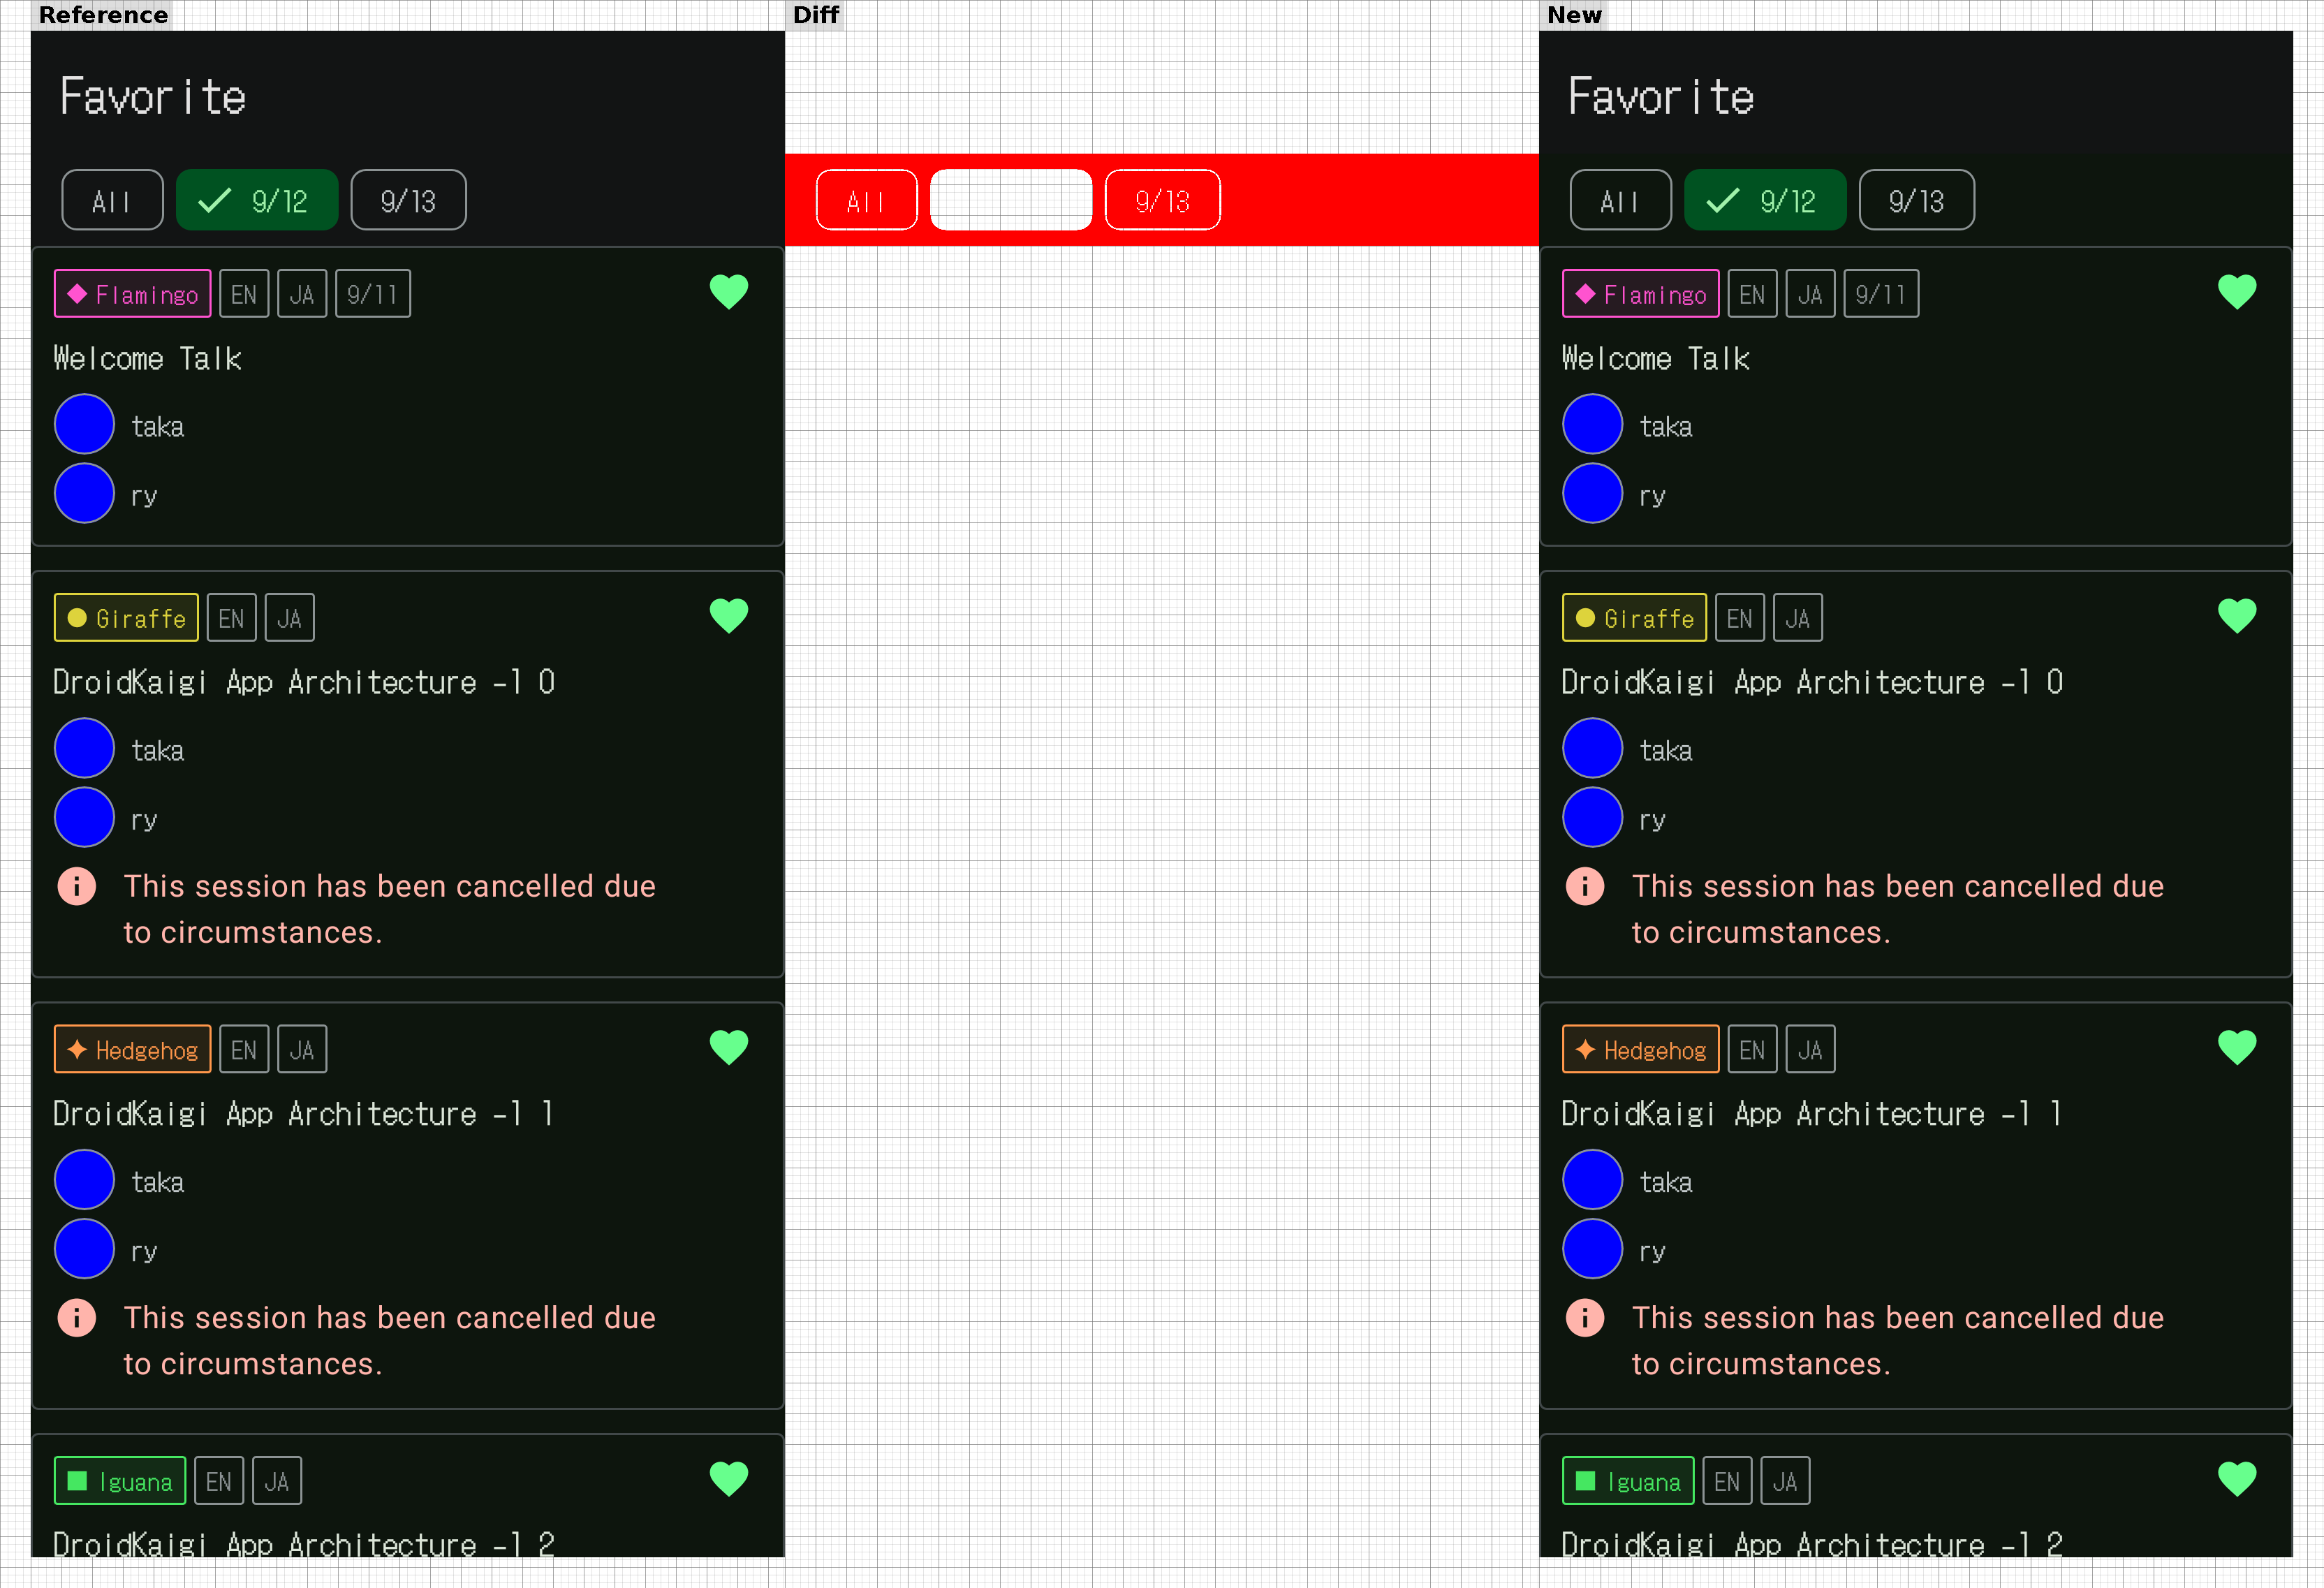 Reference
Favorite
All 9/12 9/13
Flamingo EN JA 9/11
Welcome Talk
taka
ry
Giraffe EN JA
DroidKaigi App Architecture -1 0
taka
ry
This session has been cancelled due
to circumstances.
Hedgehog EN JA
DroidKaigi App Architecture -1 1
taka
ry
This session has been cancelled due
to circumstances.
Iguana EN JA
DroidKaigi App Architecture -1 2
Diff
All 9/13
New
Favorite
All 9/12 9/13
Flamingo EN JA 9/11
Welcome Talk
taka
ry
Giraffe EN JA
DroidKaigi App Architecture -1 0
taka
ry
This session has been cancelled due
to circumstances.
Hedgehog EN JA
DroidKaigi App Architecture -1 1
taka
ry
This session has been cancelled due
to circumstances.
Iguana EN JA
DroidKaigi App Architecture -1 2